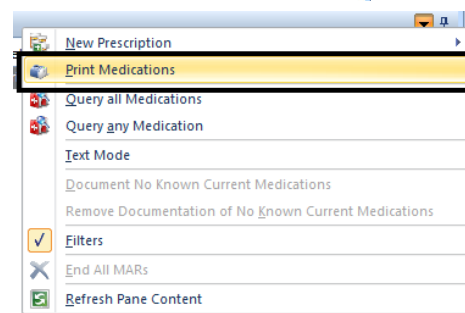 New Prescription
Print Medications
Query all Medications
Query any Medication
Text Mode
Document No Known Current Medications
Remove Documentation of No Known Current Medications
Filters
End All MARs
Refresh Pane Content